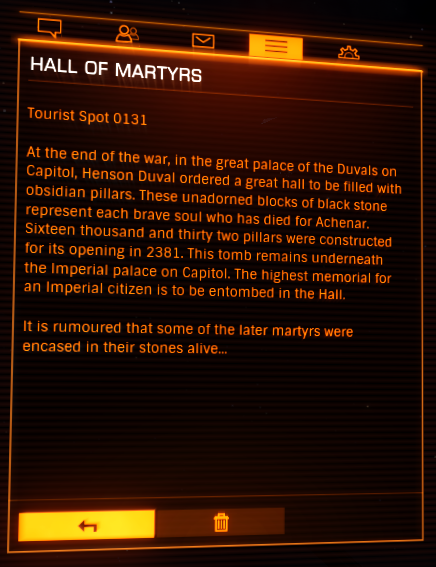 HALL OF MARTYRS
Tourist Spot 0131
At the end of the war, in the great palace of the Duvals on
Capitol, Henson Duval ordered a great hall to be filled with
obsidian pillars. These unadorned blocks of black stone
represent each brave soul who has died for Achenar.
Sixteen thousand and thirty two pillars were constructed
for its opening in 2381. This tomb remains underneath
the Imperial palace on Capitol. The highest memorial for
an Imperial citizen is to be entombed in the Hall.
It is rumoured that some of the later martyrs were
encased in their stones alive...